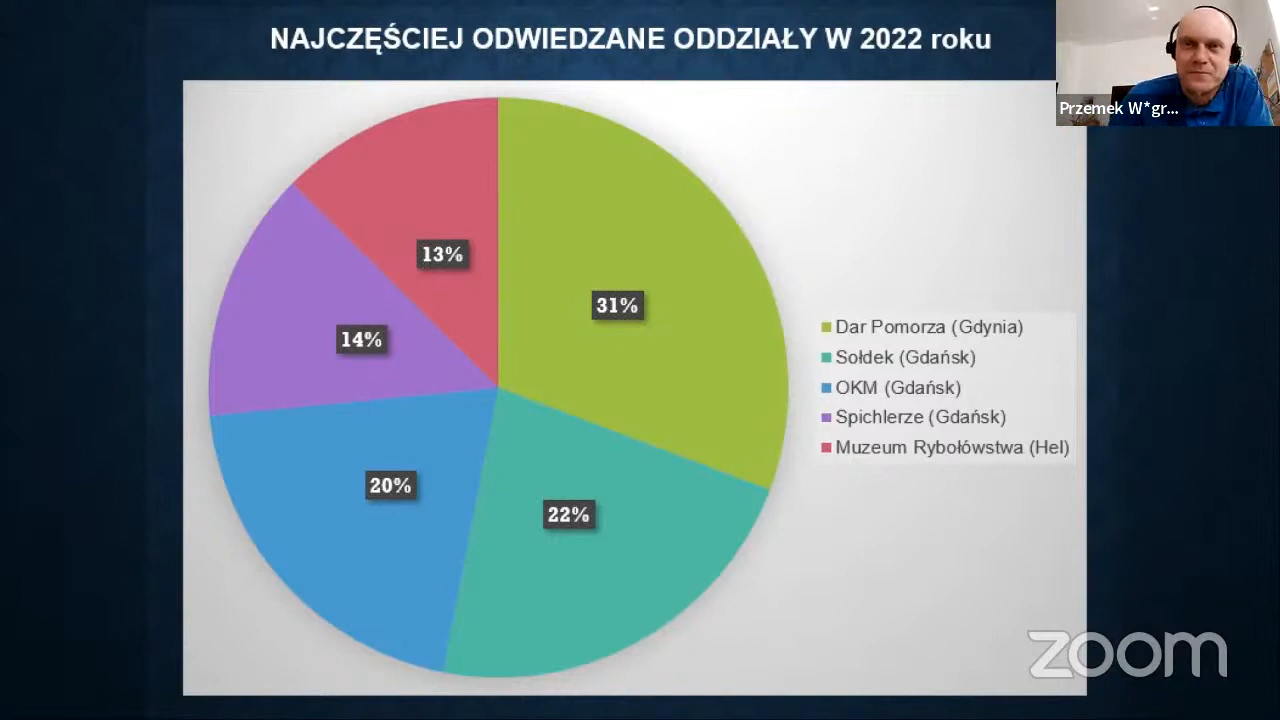 NAJCZĘŚCIEJ ODWIEDZANE ODDZIAŁY W 2022 roku
Przemek W*gr...
13%
31%
14%
20%
22%
Dar Pomorza (Gdynia)
Sołdek (Gdańsk)
OKM (Gdańsk)
Spichlerze (Gdańsk)
Muzeum Rybołówstwa (Hel)
zoom